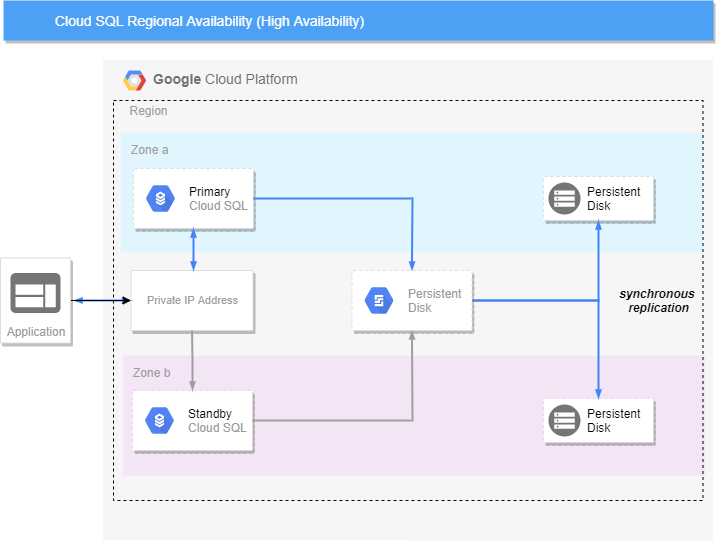 Cloud SQL Regional Availability (High Availability)
Google Cloud Platform
Region
Zone a
Primary
Cloud SQL
Persistent
Disk
Application
Private IP Address
Persistent
Disk
synchronous
replication
Zone b
Standby
Cloud SQL
Persistent
Disk